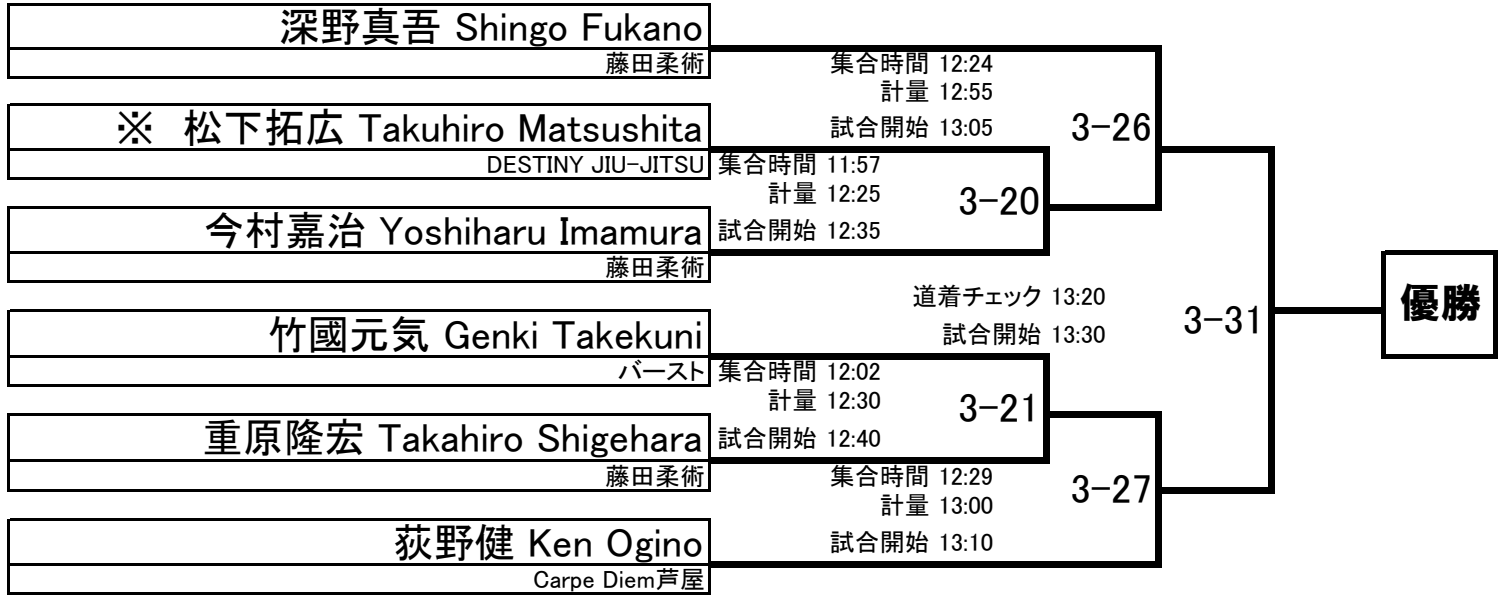 深野真吾 Shingo Fukano
藤田柔術
集合時間 12:24
計量 12:55
試合開始 13:05
3-26
※ 松下拓広 Takuhiro Matsushita
DESTINY JIU-JITSU
集合時間 11:57
計量 12:25
試合開始 12:35
3-20
今村嘉治 Yoshiharu Imamura
藤田柔術
道着チェック 13:20
試合開始 13:30
3-31
優勝
竹國元気 Genki Takekuni
バースト
集合時間 12:02
計量 12:30
試合開始 12:40
3-21
重原隆宏 Takahiro Shigehara
藤田柔術
集合時間 12:29
計量 13:00
試合開始 13:10
3-27
荻野健 Ken Ogino
Carpe Diem芦屋